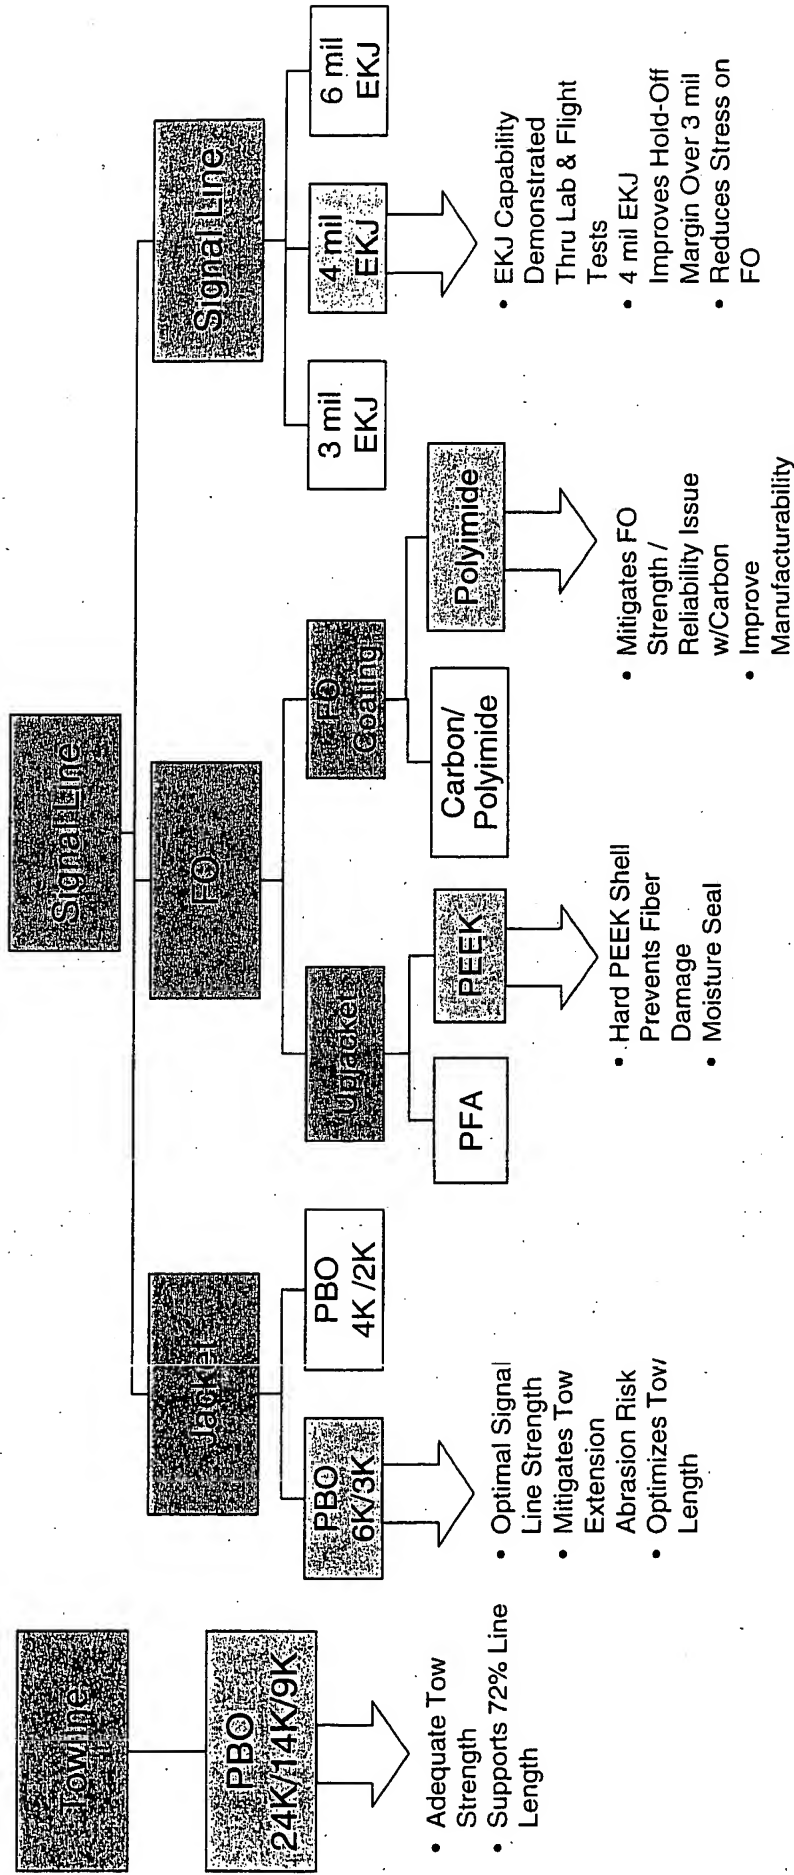 Towline
PBO
24K/14K/9K
• Adequate Tow
Strength
• Supports 72% Line
Length
Signal Line
Jacket
PBO
6K/3K
PBO
4K /2K
• Optimal Signal
Line Strength
• Mitigates Tow
Extension
Abrasion Risk
• Optimizes Tow
Length
FO
Upjacket
PFA
PEEK
• Hard PEEK Shell
Prevents Fiber
Damage
• Moisture Seal
FO
Coating
Carbon/
Polyimide
Polyimide
• Mitigates FO
Strength /
Reliability Issue
w/Carbon
• Improve
Manufacturability
Signal Line
3 mil
EKJ
4 mil
EKJ
6 mil
EKJ
• EKJ Capability
Demonstrated
Thru Lab & Flight
Tests
• 4 mil EKJ
Improves Hold-Off
Margin Over 3 mil
• Reduces Stress on
FO